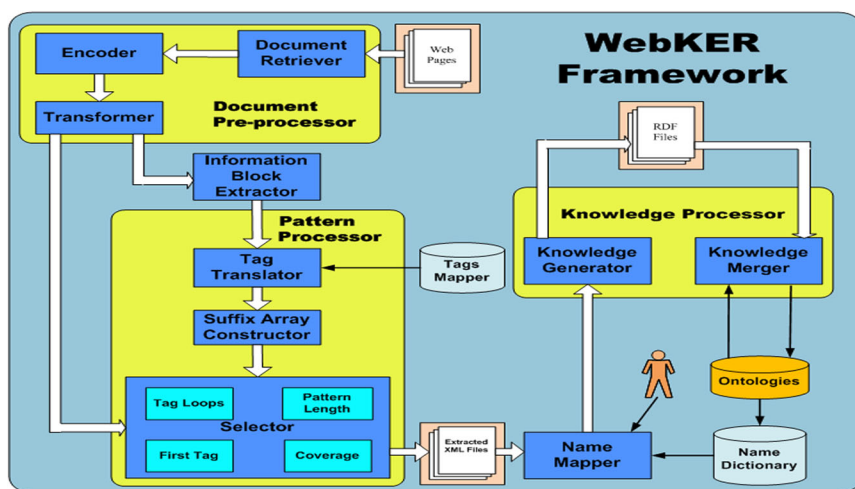 WebKER
Framework
Web
Pages
Document
Retriever
Encoder
Transformer
Document
Pre-processor
Information
Block
Extractor
Pattern
Processor
Tag
Translator
Tags
Mapper
Suffix Array
Constructor
Tag Loops
Pattern
Length
Selector
First Tag
Coverage
Extracted
XML Files
Name
Mapper
RDF
Files
Knowledge Processor
Knowledge
Generator
Knowledge
Merger
Ontologies
Name
Dictionary